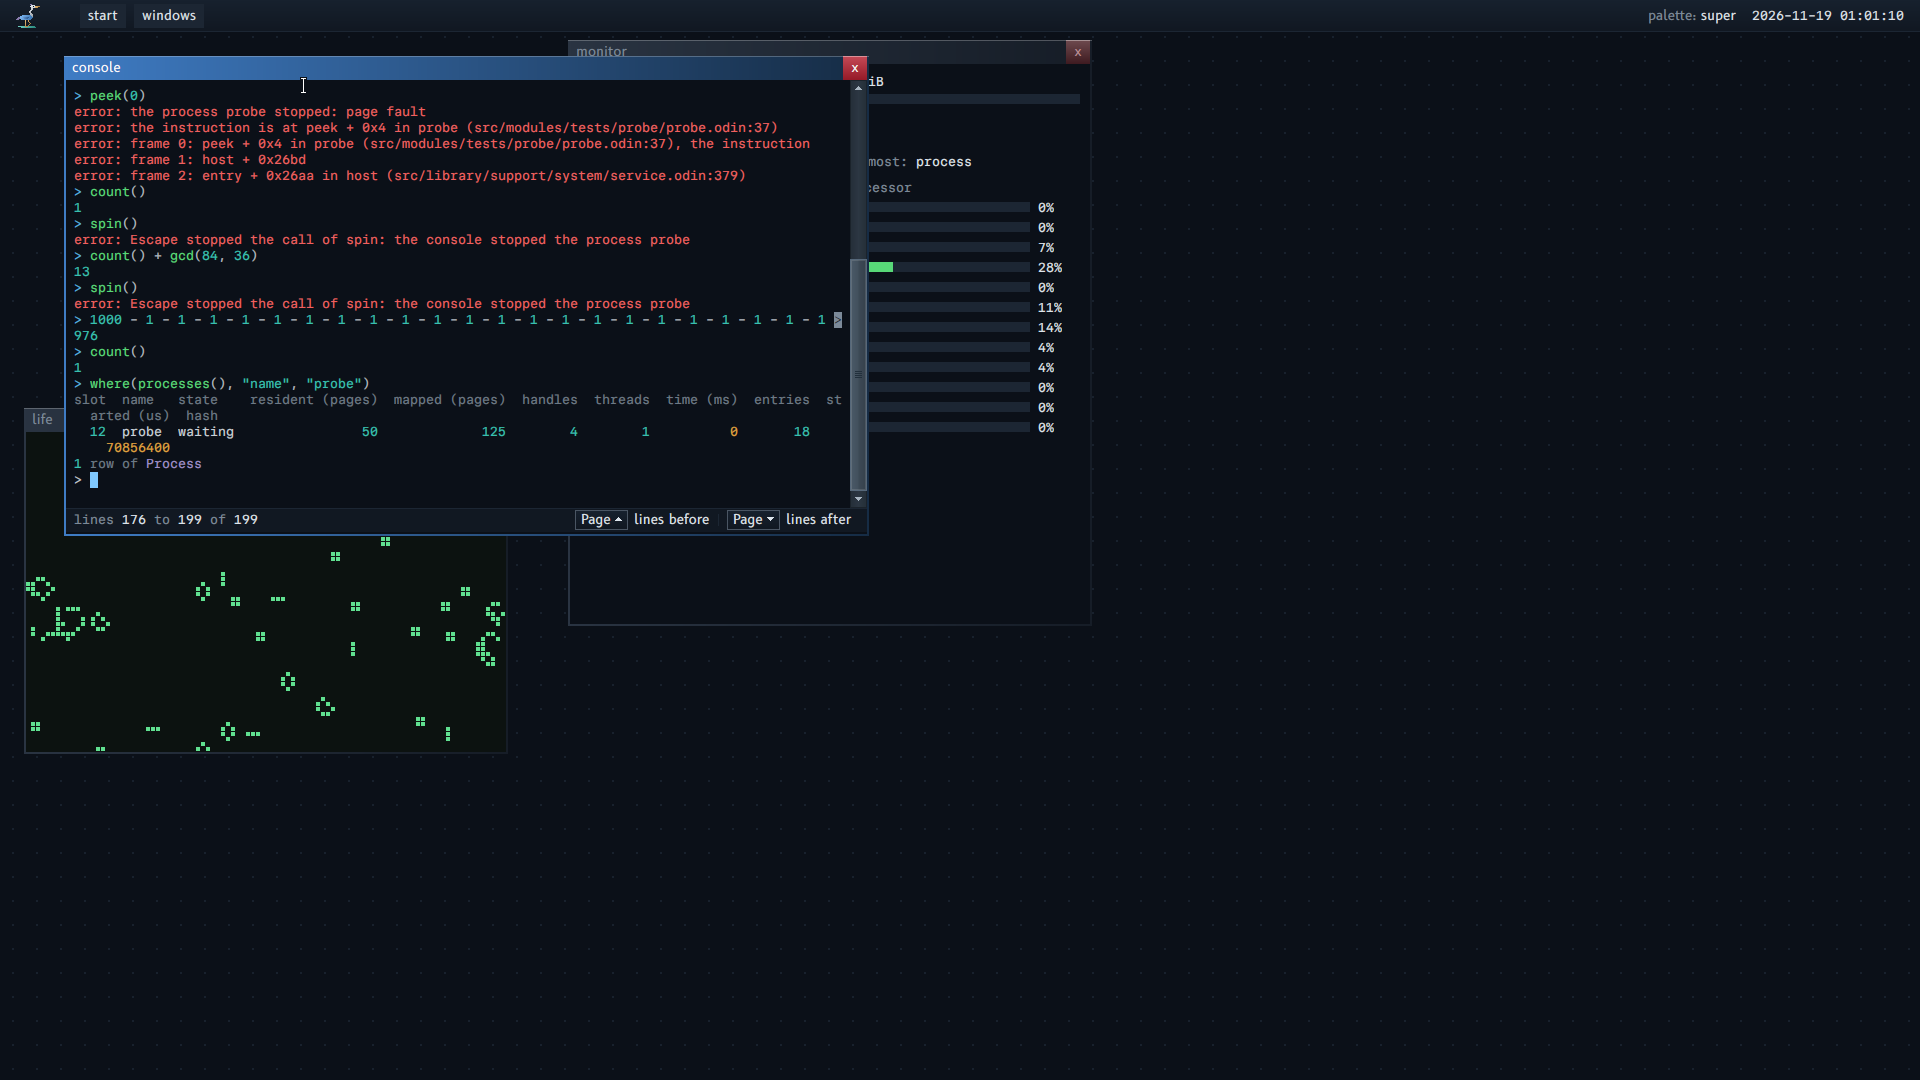 start windows palette: super 2026-11-19 01:01:10
monitor x
console x
iB
> peek(0)
error: the process probe stopped: page fault
error: the instruction is at peek + 0x4 in probe (src/modules/tests/probe/probe.odin:37)
error: frame 0: peek + 0x4 in probe (src/modules/tests/probe/probe.odin:37), the instruction
error: frame 1: host + 0x26bd
error: frame 2: entry + 0x26aa in host (src/library/support/system/service.odin:379)
> count()
1
> spin()
error: Escape stopped the call of spin: the console stopped the process probe
> count() + gcd(84, 36)
13
> spin()
error: Escape stopped the call of spin: the console stopped the process probe
> 1000 - 1 - 1 - 1 - 1 - 1 - 1 - 1 - 1 - 1 - 1 - 1 - 1 - 1 - 1 - 1 - 1 - 1 - 1 - 1 - 1 - 1 - 1 >
976
> count()
1
> where(processes(), "name", "probe")
slot name state resident (pages) mapped (pages) handles threads time (ms) entries st
arted (us) hash
12 probe waiting 50 125 4 1 0 18
70856400
1 row of Process
>
lines 176 to 199 of 199 Page lines before Page lines after
most: process
cessor
0%
0%
7%
28%
0%
11%
14%
4%
4%
0%
0%
0%
life